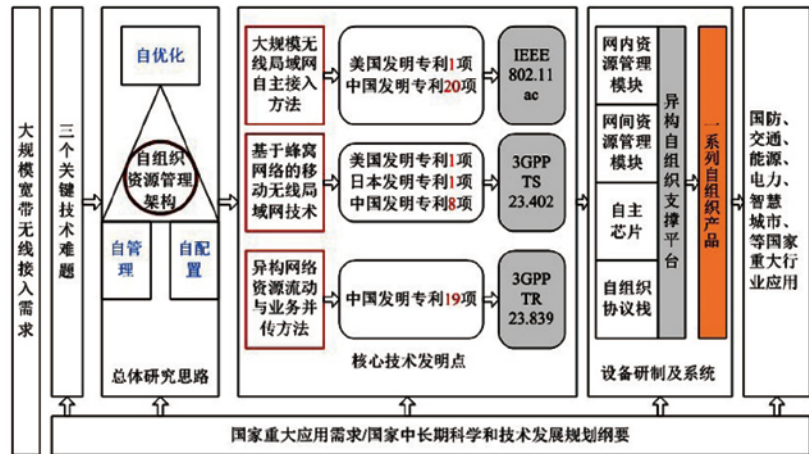 大规模宽带无线接入需求
三个关键技术难题
自优化
自组织
资源管理
架构
自管
理
自配
置
总体研究思路
大规模无
线局域网
自主接入
方法
美国发明专利1项
中国发明专利20项
IEEE
802.11
ac
基于蜂窝
网络的移
动无线局
域网技术
美国发明专利1项
日本发明专利1项
中国发明专利8项
3GPP
TS
23.402
异构网络
资源流动
与业务并
传方法
中国发明专利19项
3GPP
TR
23.839
核心技术发明点
网内资
源管理
模块
网间资
源管理
模块
自主
芯片
自组织
协议栈
异构自组织支撑平台
一系列自组织产品
设备研制及系统
国防、
交通、
能源、
电力、
智慧
城市、
等国家
重大行
业应用
国家重大应用需求/国家中长期科学和技术发展规划纲要